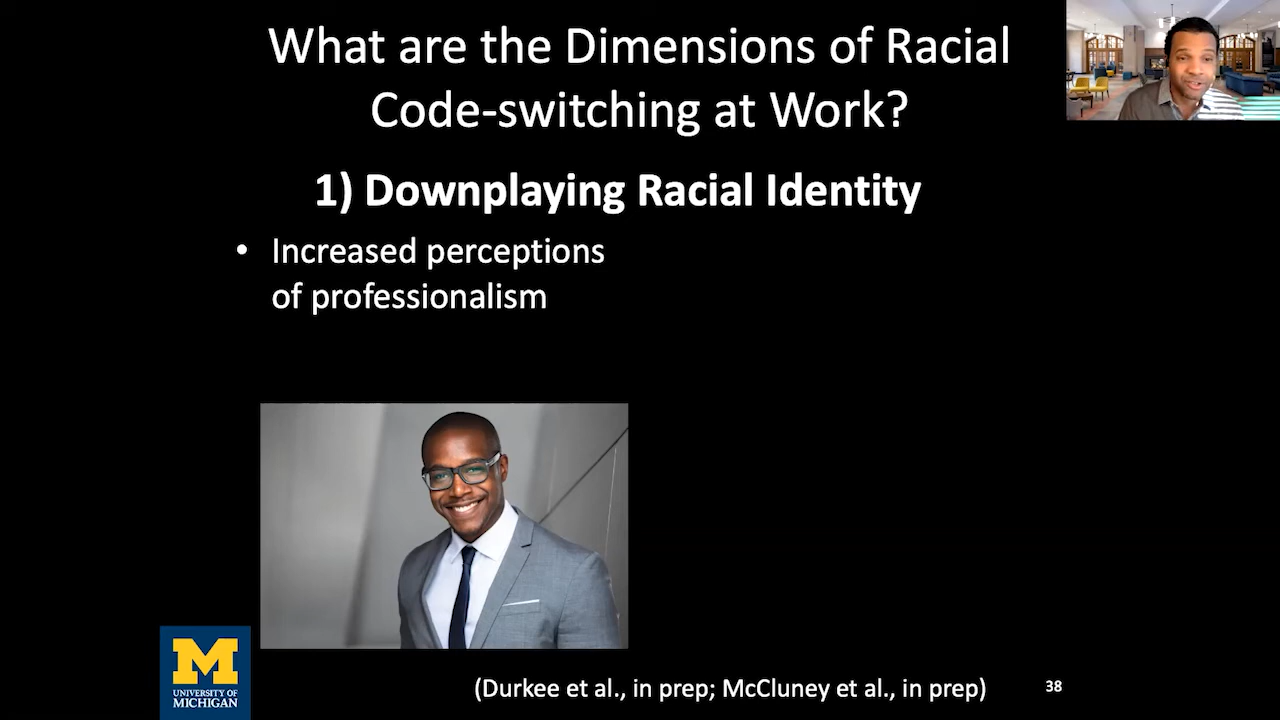 What are the Dimensions of Racial
Code-switching at Work?
1) Downplaying Racial Identity
• Increased perceptions
of professionalism
M
UNIVERSITY OF
MICHIGAN
(Durkee et al., in prep; McCluney et al., in prep)
38